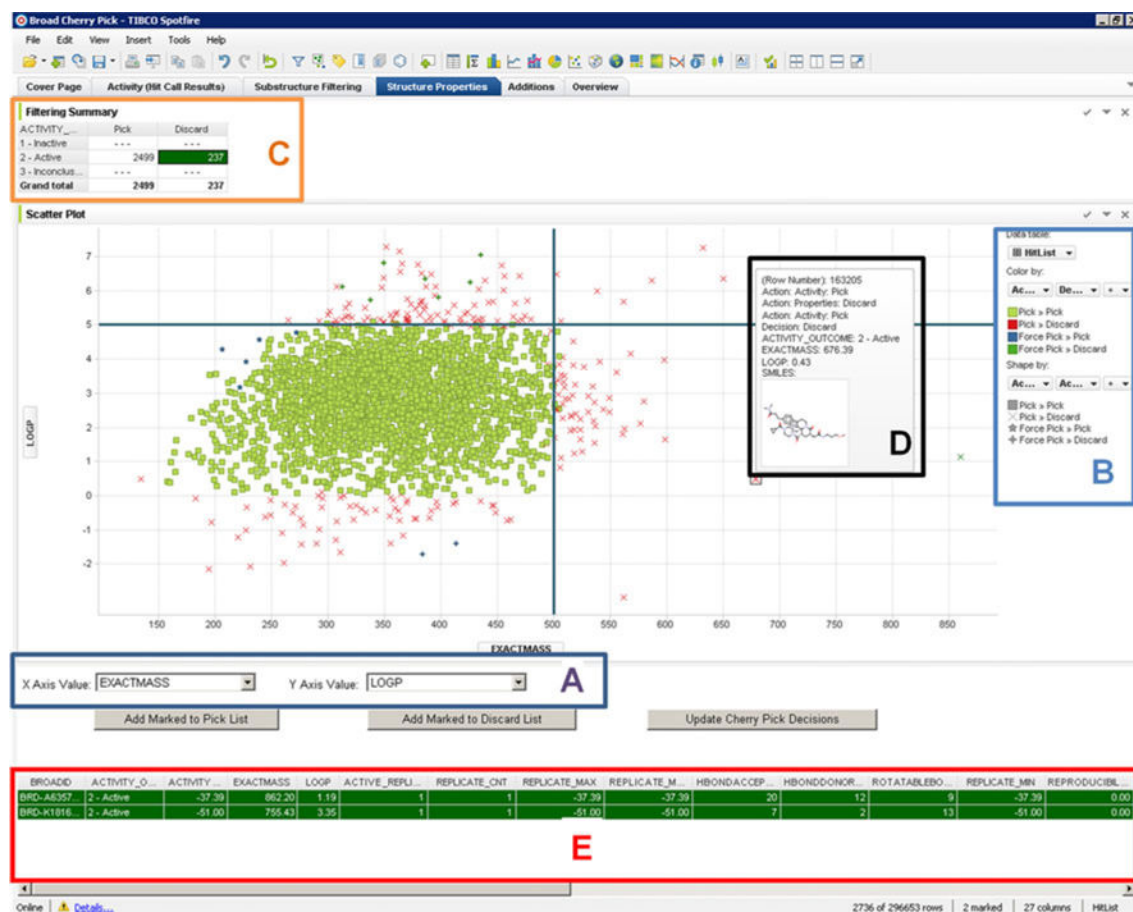 Broad Cherry Pick - TIBCO Spotfire
File Edit View Insert Tools Help
Cover Page Activity (Hit Call Results) Substructure Filtering Structure Properties Additions Overview
Filtering Summary
ACTIVITY_... Pick Discard
1 - Inactive --- ---
2 - Active 2499 237
3 - Inconclus... --- ---
Grand total 2499 237
C
Scatter Plot
LOGP
7
6
5
4
3
2
1
0
-1
-2
150 200 250 300 350 400 450 500 550 600 650 700 750 800 850
EXACTMASS
(Row Number): 163205
Action: Activity: Pick
Action: Properties: Discard
Action: Activity: Pick
Decision: Discard
ACTIVITY_OUTCOME: 2 - Active
EXACTMASS: 676.39
LOGP: 0.43
SMILES:
D
Data table:
HitList
Color by:
Ac... De...
Pick » Pick
Pick » Discard
Force Pick » Pick
Force Pick » Discard
Shape by:
Ac... Ac...
Pick » Pick
Pick » Discard
Force Pick » Pick
Force Pick » Discard
B
X Axis Value: EXACTMASS Y Axis Value: LOGP A
Add Marked to Pick List Add Marked to Discard List Update Cherry Pick Decisions
BROADID ACTIVITY_O... ACTIVITY ... EXACTMASS LOGP ACTIVE_REPLI... REPLICATE_CNT REPLICATE_MAX REPLICATE_M... HBONDACCEP... HBONDDONOR... ROTATABLEBO... REPLICATE_MIN REPRODUCIBIL...
BRD-A6357... 2 - Active -37.39 862.20 1.19 1 1 -37.39 -37.39 20 12 9 -37.39 0.00
BRD-K1816... 2 - Active -51.00 755.43 3.35 1 1 -51.00 -51.00 7 2 13 -51.00 0.00
E
Online Details... 2736 of 296653 rows 2 marked 27 columns HitList